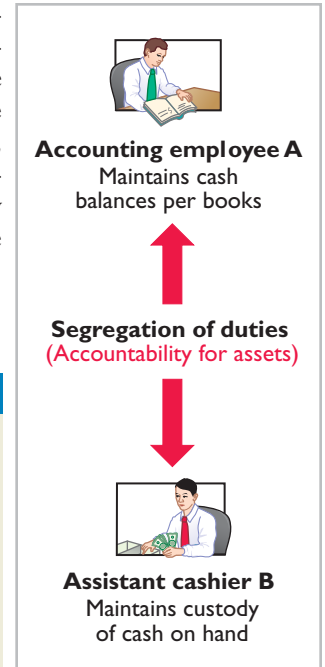 Accounting employee A
Maintains cash
balances per books
Segregation of duties
(Accountability for assets)
Assistant cashier B
Maintains custody
of cash on hand